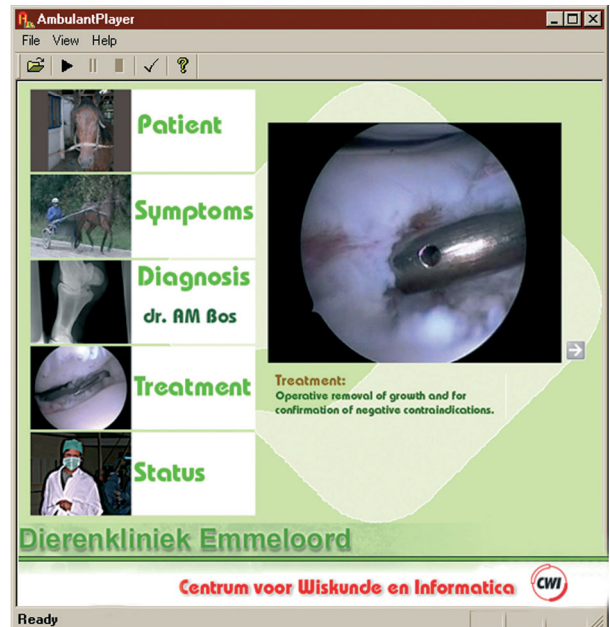 AmbulantPlayer
File View Help
Patient
Symptoms
Diagnosis
dr. AM Bos
Treatment
Status
Treatment:
Operative removal of growth and for
confirmation of negative contraindications.
Dierenkliniek Emmeloord
Centrum voor Wiskunde en Informatica CWI
Ready